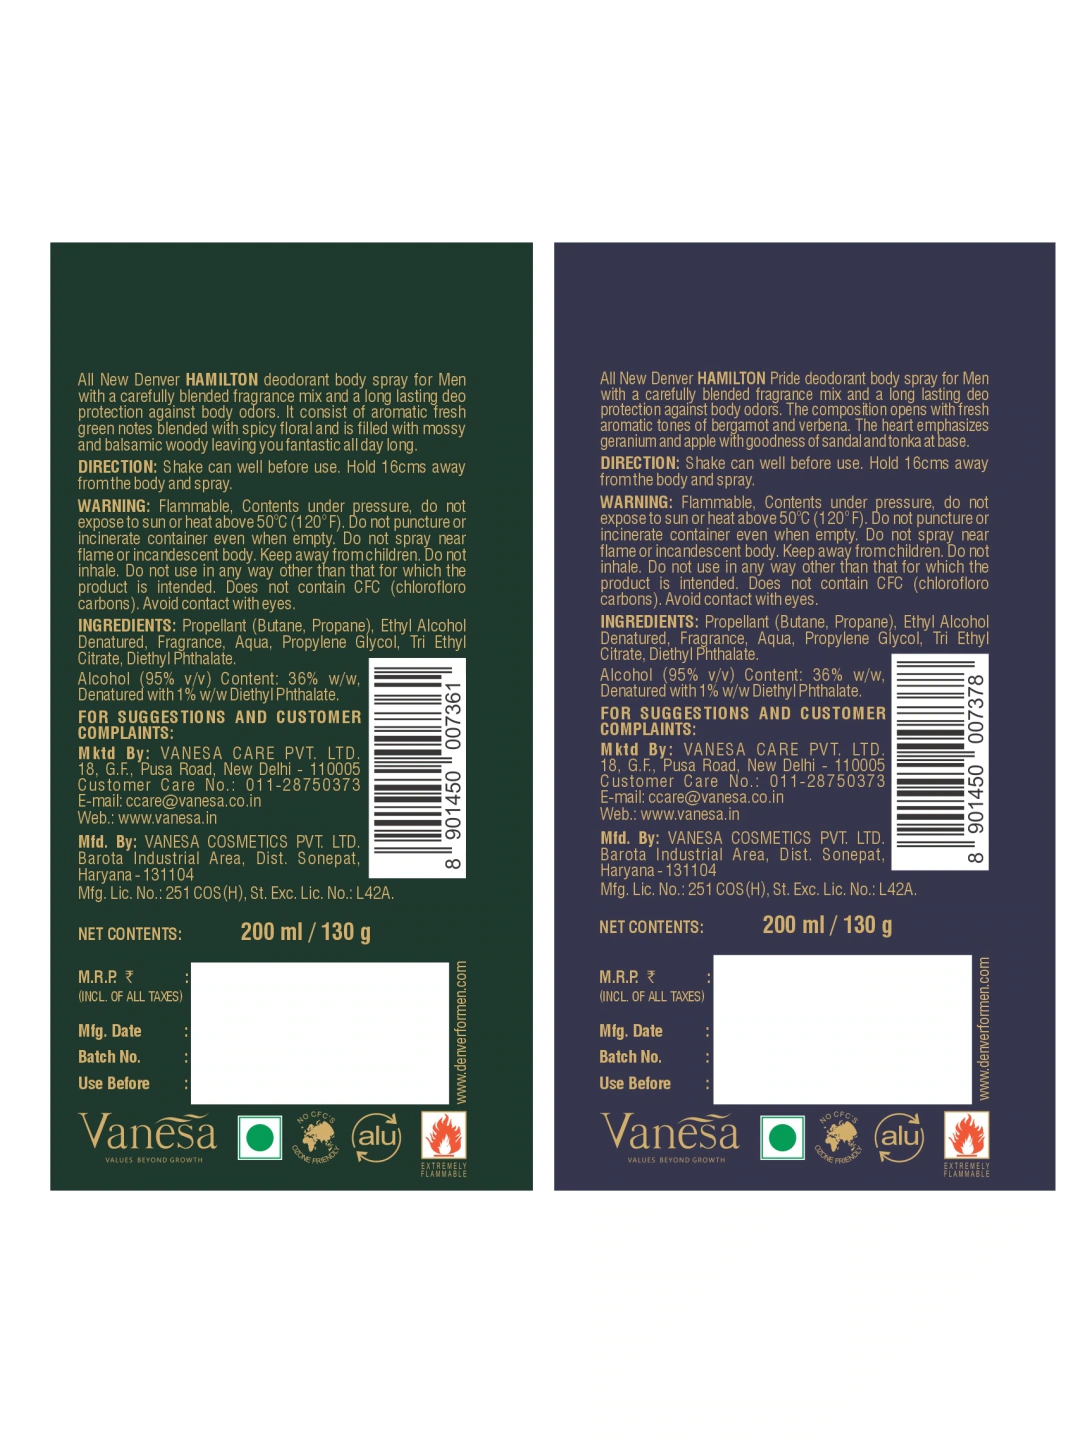 All New Denver HAMILTON deodorant body spray for Men
with a carefully blended fragrance mix and a long lasting deo
protection against body odors. It consist of aromatic fresh
green notes blended with spicy floral and is filled with mossy
and balsamic woody leaving you fantastic all day long.
DIRECTION: Shake can well before use. Hold 16cms away
from the body and spray.
WARNING: Flammable, Contents under pressure, do not
expose to sun or heat above 50°C (120° F). Do not puncture or
incinerate container even when empty. Do not spray near
flame or incandescent body. Keep away from children. Do not
inhale. Do not use in any way other than that for which the
product is intended. Does not contain CFC (chlorofloro
carbons). Avoid contact with eyes.
INGREDIENTS: Propellant (Butane, Propane), Ethyl Alcohol
Denatured, Fragrance, Aqua, Propylene Glycol, Tri Ethyl
Citrate, Diethyl Phthalate.
Alcohol (95% v/v) Content: 36% w/w,
Denatured with 1% w/w Diethyl Phthalate.
FOR SUGGESTIONS AND CUSTOMER
COMPLAINTS:
Mktd By: VANESA CARE PVT. LTD.
18, G.F., Pusa Road, New Delhi - 110005
Customer Care No.: 011-28750373
E-mail: ccare@vanesa.co.in
Web.: www.vanesa.in
Mfd. By: VANESA COSMETICS PVT. LTD.
Barota Industrial Area, Dist. Sonepat,
Haryana - 131104
Mfg. Lic. No.: 251 COS (H), St. Exc. Lic. No.: L42A.
8 901450 007361
NET CONTENTS: 200 ml / 130 g
M.R.P. ₹ :
(INCL. OF ALL TAXES)
Mfg. Date :
Batch No. :
Use Before :
www.denverformen.com
Vanesa
VALUES BEYOND GROWTH
NO CFC'S
OZONE FRIENDLY
alu
EXTREMELY
FLAMMABLE
All New Denver HAMILTON Pride deodorant body spray for Men
with a carefully blended fragrance mix and a long lasting deo
protection against body odors. The composition opens with fresh
aromatic tones of bergamot and verbena. The heart emphasizes
geranium and apple with goodness of sandal and tonka at base.
DIRECTION: Shake can well before use. Hold 16cms away
from the body and spray.
WARNING: Flammable, Contents under pressure, do not
expose to sun or heat above 50°C (120° F). Do not puncture or
incinerate container even when empty. Do not spray near
flame or incandescent body. Keep away from children. Do not
inhale. Do not use in any way other than that for which the
product is intended. Does not contain CFC (chlorofloro
carbons). Avoid contact with eyes.
INGREDIENTS: Propellant (Butane, Propane), Ethyl Alcohol
Denatured, Fragrance, Aqua, Propylene Glycol, Tri Ethyl
Citrate, Diethyl Phthalate.
Alcohol (95% v/v) Content: 36% w/w,
Denatured with 1% w/w Diethyl Phthalate.
FOR SUGGESTIONS AND CUSTOMER
COMPLAINTS:
Mktd By: VANESA CARE PVT. LTD.
18, G.F., Pusa Road, New Delhi - 110005
Customer Care No.: 011-28750373
E-mail: ccare@vanesa.co.in
Web.: www.vanesa.in
Mfd. By: VANESA COSMETICS PVT. LTD.
Barota Industrial Area, Dist. Sonepat,
Haryana - 131104
Mfg. Lic. No.: 251 COS (H), St. Exc. Lic. No.: L42A.
8 901450 007378
NET CONTENTS: 200 ml / 130 g
M.R.P. ₹ :
(INCL. OF ALL TAXES)
Mfg. Date :
Batch No. :
Use Before :
www.denverformen.com
Vanesa
VALUES BEYOND GROWTH
NO CFC'S
OZONE FRIENDLY
alu
EXTREMELY
FLAMMABLE